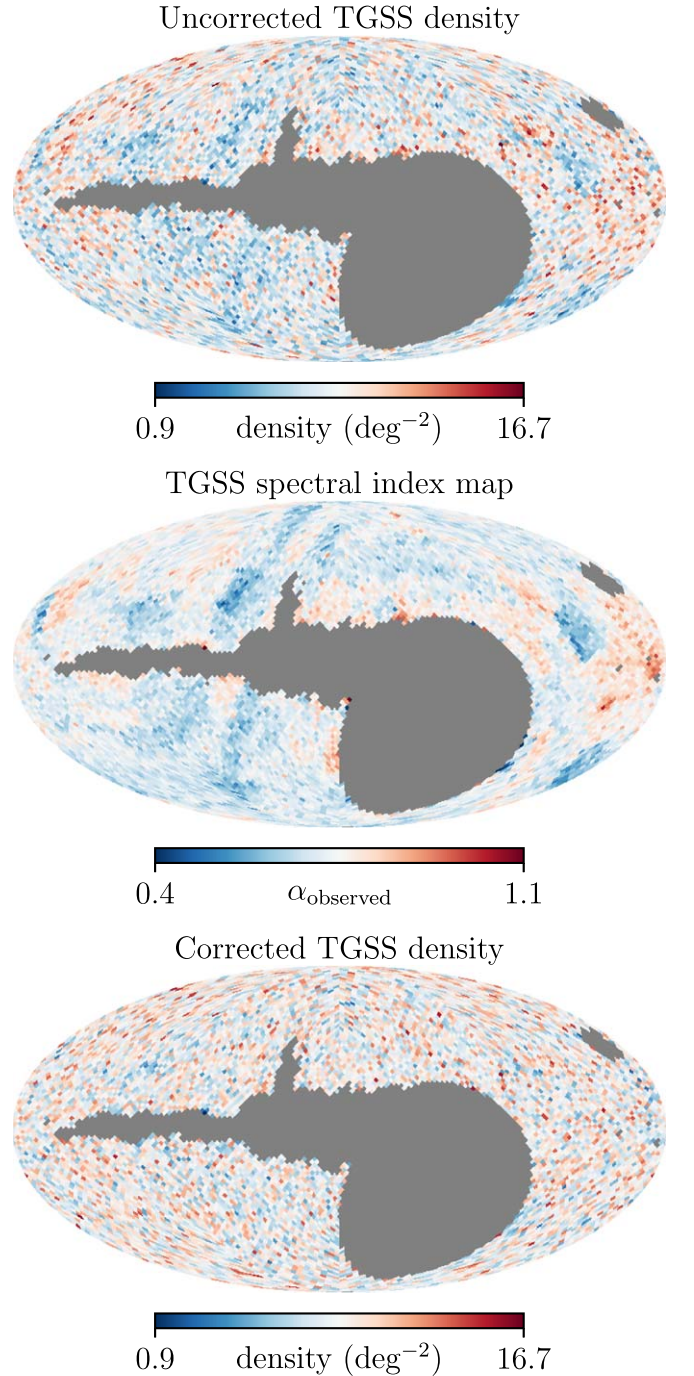 Uncorrected TGSS density
0.9 density (deg⁻²) 16.7
TGSS spectral index map
0.4 α_observed 1.1
Corrected TGSS density
0.9 density (deg⁻²) 16.7